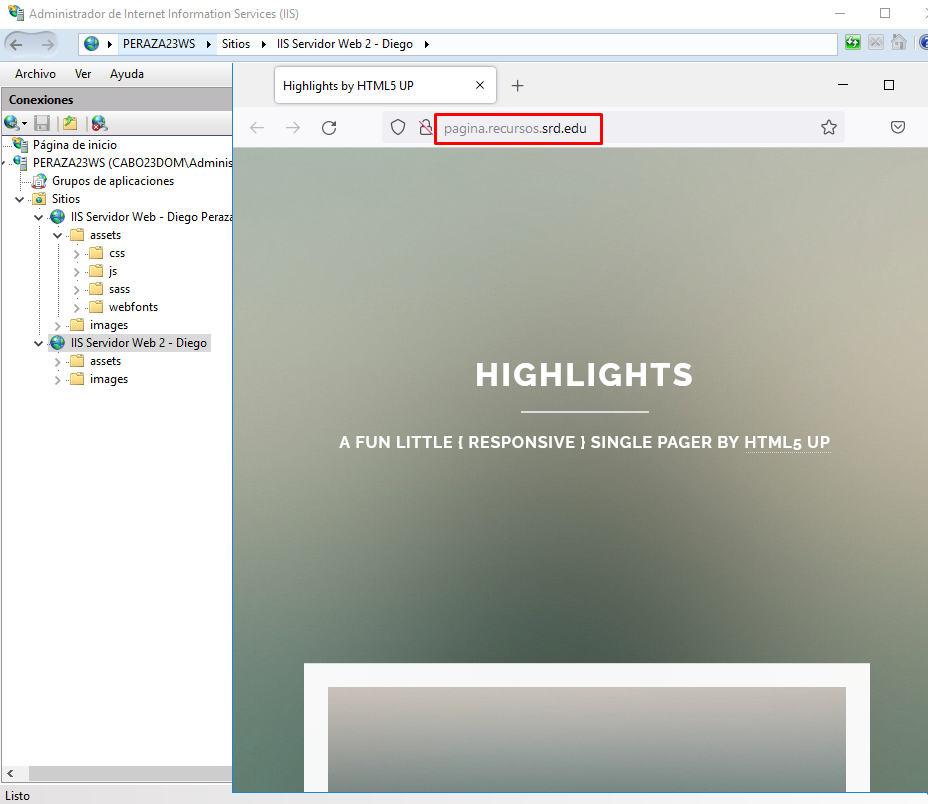 Administrador de Internet Information Services (IIS)
PERAZA23WS Sitios IIS Servidor Web 2 - Diego
Archivo Ver Ayuda
Conexiones
Página de inicio
PERAZA23WS (CABO23DOM\Adminis
Grupos de aplicaciones
Sitios
IIS Servidor Web - Diego Peraza
assets
css
js
sass
webfonts
images
IIS Servidor Web 2 - Diego
assets
images
Listo
Highlights by HTML5 UP
pagina.recursos.srd.edu
HIGHLIGHTS
A FUN LITTLE { RESPONSIVE } SINGLE PAGER BY HTML5 UP